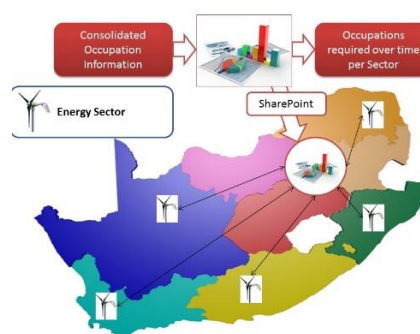 Consolidated
Occupation
Information
Occupations
required over time
per Sector
SharePoint
Energy Sector